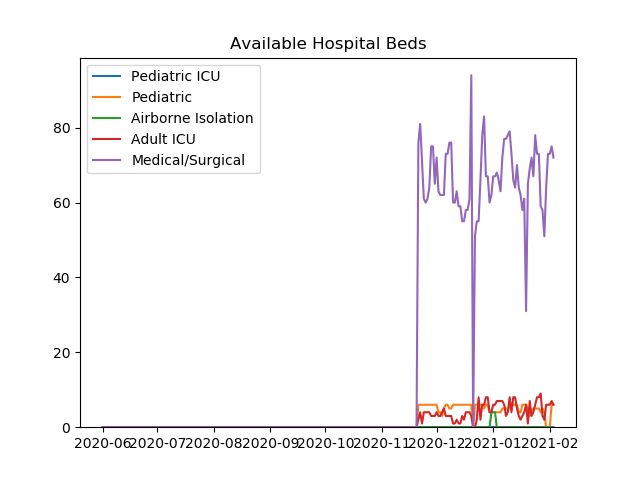 Available Hospital Beds
Pediatric ICU
Pediatric
Airborne Isolation
Adult ICU
Medical/Surgical
80
60
40
20
0
2020-06 2020-07 2020-08 2020-09 2020-10 2020-11 2020-12 2021-01 2021-02